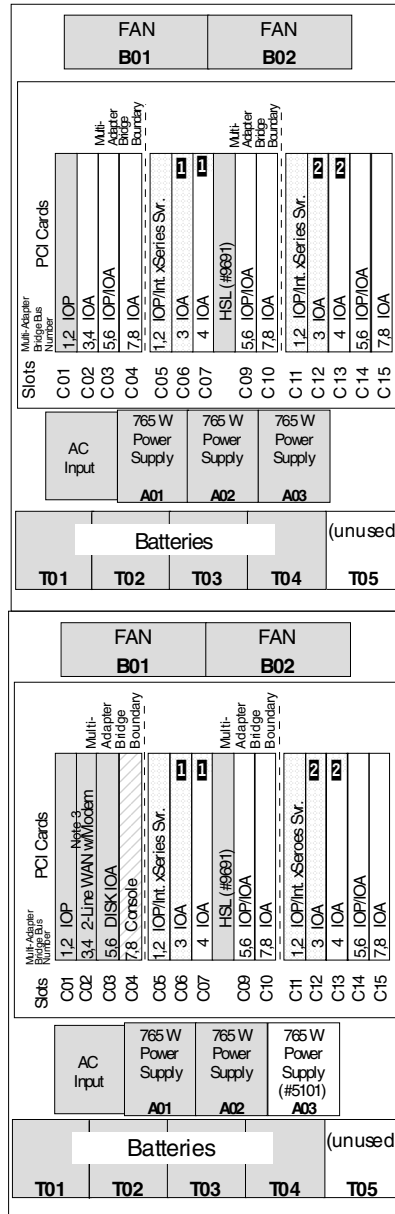 FAN
B01
FAN
B02
Multi-
Adapter
Bridge
Boundary
Multi-
Adapter
Bridge
Boundary
PCI Cards
Multi-Adapter
Bridge Bus
Number
Slots
1,2 IOP
3,4 IOA
5,6 IOP/IOA
7,8 IOA
1,2 IOP/Int. xSeries Svr.
3 IOA 1
4 IOA 1
HSL (#9691)
5,6 IOP/IOA
7,8 IOA
1,2 IOP/Int. xSeries Svr.
3 IOA 2
4 IOA 2
5,6 IOP/IOA
7,8 IOA
C01
C02
C03
C04
C05
C06
C07
C09
C10
C11
C12
C13
C14
C15
AC
Input
765 W
Power
Supply
A01
765 W
Power
Supply
A02
765 W
Power
Supply
A03
Batteries
(unused)
T01
T02
T03
T04
T05
FAN
B01
FAN
B02
Multi-
Adapter
Bridge
Boundary
Multi-
Adapter
Bridge
Boundary
PCI Cards
Multi-Adapter
Bridge Bus
Number
Slots
1,2 IOP
Note 3
3,4 2-Line WAN w/Modem
5,6 DISK IOA
7,8 Console
1,2 IOP/Int. xSeries Svr.
3 IOA 1
4 IOA 1
HSL (#9691)
5,6 IOP/IOA
7,8 IOA
1,2 IOP/Int. xSeroes Svr.
3 IOA 2
4 IOA 2
5,6 IOP/IOA
7,8 IOA
C01
C02
C03
C04
C05
C06
C07
C09
C10
C11
C12
C13
C14
C15
AC
Input
765 W
Power
Supply
A01
765 W
Power
Supply
A02
765 W
Power
Supply
(#5101)
A03
Batteries
(unused)
T01
T02
T03
T04
T05